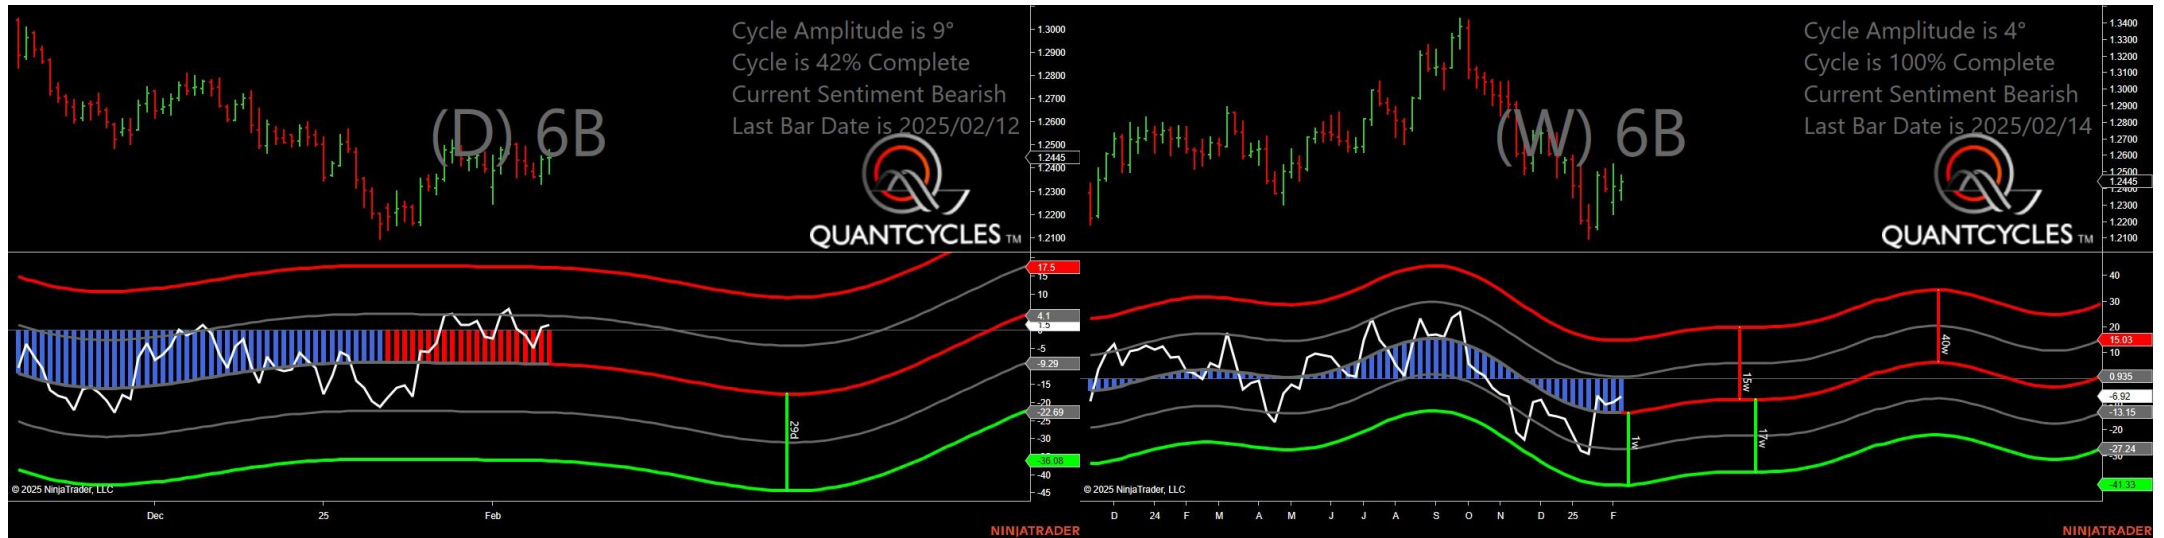 Cycle Amplitude is 9°
Cycle is 42% Complete
Current Sentiment Bearish
Last Bar Date is 2025/02/12
(D) 6B
QUANTCYCLES TM
1.3000
1.2900
1.2800
1.2700
1.2600
1.2500
1.2445
1.2400
1.2300
1.2200
1.2100
17.5
15
10
4.1
1.5
-5
-9.29
-15
-20
-22.69
-25
-30
-36.08
-40
-45
29d
© 2025 NinjaTrader, LLC
Dec
25
Feb
NINJATRADER
Cycle Amplitude is 4°
Cycle is 100% Complete
Current Sentiment Bearish
Last Bar Date is 2025/02/14
(W) 6B
QUANTCYCLES TM
1.3400
1.3300
1.3200
1.3100
1.3000
1.2900
1.2800
1.2700
1.2600
1.2500
1.2445
1.2400
1.2300
1.2200
1.2100
40
30
20
15.03
10
0.935
-6.92
-13.15
-20
-27.24
-30
-41.33
1w
15w
17w
40w
© 2025 NinjaTrader, LLC
D
24
F
M
A
M
J
J
A
S
O
N
D
25
F
NINJATRADER